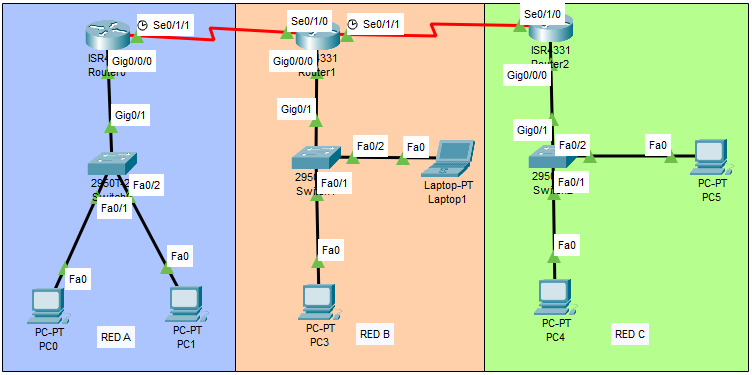 Se0/1/1
Router0
Gig0/0/0
Gig0/1
2950T-2
Fa0/2
Fa0/1
Fa0
Fa0
PC-PT
PC0
PC-PT
PC1
RED A
Se0/1/0
Se0/1/1
Router1
Gig0/0/0
Gig0/1
Fa0/2
Fa0
Fa0/1
Laptop-PT
Laptop1
Fa0
PC-PT
PC3
RED B
Se0/1/0
ISR4331
Router2
Gig0/0/0
Gig0/1
Fa0/2
Fa0
Fa0/1
PC-PT
PC5
Fa0
PC-PT
PC4
RED C